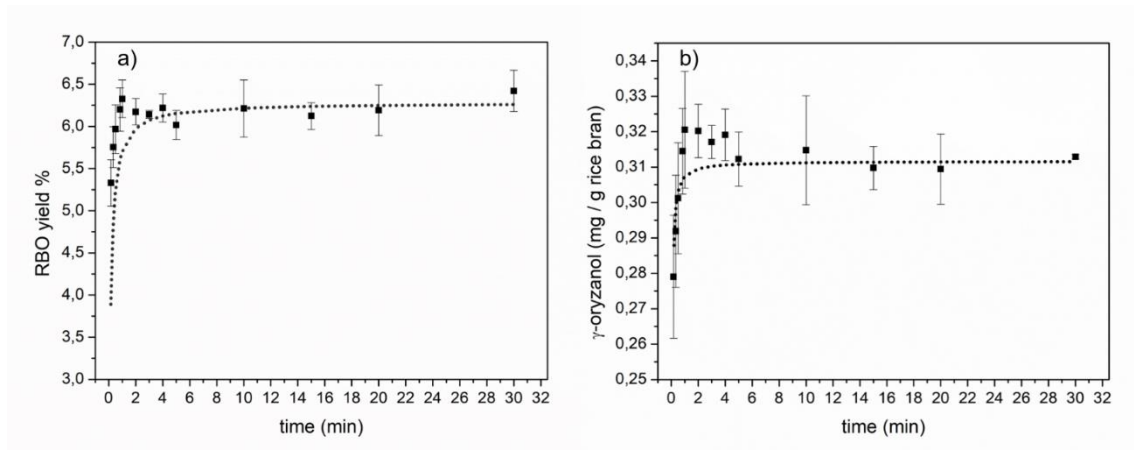 a)
RBO yield %
7,0
6,5
6,0
5,5
5,0
4,5
4,0
3,5
3,0
0 2 4 6 8 10 12 14 16 18 20 22 24 26 28 30 32
time (min)
b)
γ-oryzanol (mg / g rice bran)
0,34
0,33
0,32
0,31
0,30
0,29
0,28
0,27
0,26
0,25
0 2 4 6 8 10 12 14 16 18 20 22 24 26 28 30 32
time (min)